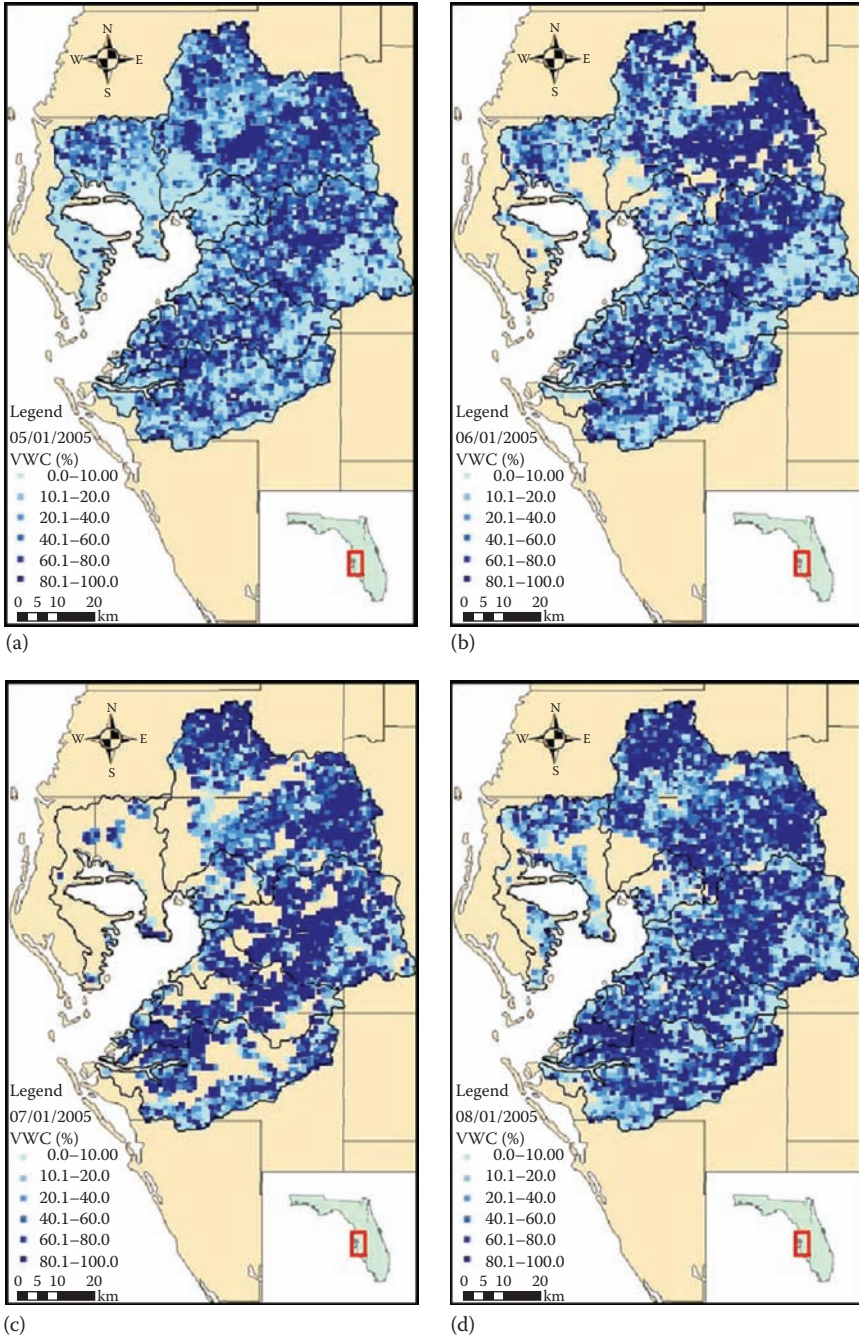 N
W E
S
Legend
05/01/2005
VWC (%)
0.0–10.00
10.1–20.0
20.1–40.0
40.1–60.0
60.1–80.0
80.1–100.0
0 5 10 20
km
(a)
N
W E
S
Legend
06/01/2005
VWC (%)
0.0–10.00
10.1–20.0
20.1–40.0
40.1–60.0
60.1–80.0
80.1–100.0
0 5 10 20
km
(b)
N
W E
S
Legend
07/01/2005
VWC (%)
0.0–10.00
10.1–20.0
20.1–40.0
40.1–60.0
60.1–80.0
80.1–100.0
0 5 10 20
km
(c)
N
W E
S
Legend
08/01/2005
VWC (%)
0.0–10.00
10.1–20.0
20.1–40.0
40.1–60.0
60.1–80.0
80.1–100.0
0 5 10 20
km
(d)